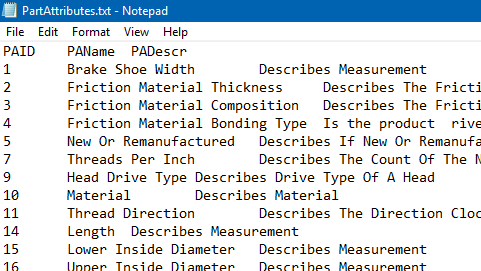 PartAttributes.txt - Notepad
File Edit Format View Help
PAID PAName PADescr
1 Brake Shoe Width Describes Measurement
2 Friction Material Thickness Describes The Fricti
3 Friction Material Composition Describes The Fricti
4 Friction Material Bonding Type Is the product rive
5 New Or Remanufactured Describes If New Or Remanufa
7 Threads Per Inch Describes The Count Of The N
9 Head Drive Type Describes Drive Type Of A Head
10 Material Describes Material
11 Thread Direction Describes The Direction Cloc
14 Length Describes Measurement
15 Lower Inside Diameter Describes Measurement
16 Upper Inside Diameter Describes Measurement